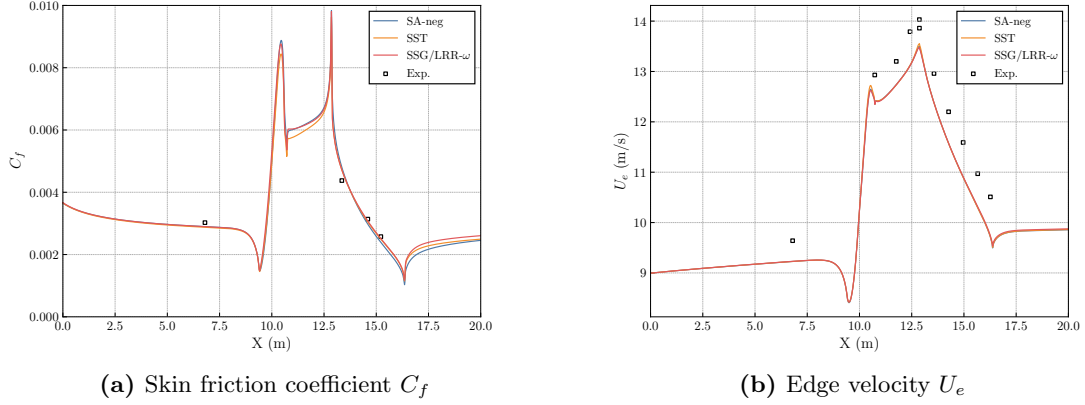 0.010
0.008
0.006
0.004
0.002
0.000
C_f
SA-neg
SST
SSG/LRR-ω
Exp.
0.0 2.5 5.0 7.5 10.0 12.5 15.0 17.5 20.0
X (m)
(a) Skin friction coefficient C_f
14
13
12
11
10
9
U_e (m/s)
SA-neg
SST
SSG/LRR-ω
Exp.
0.0 2.5 5.0 7.5 10.0 12.5 15.0 17.5 20.0
X (m)
(b) Edge velocity U_e